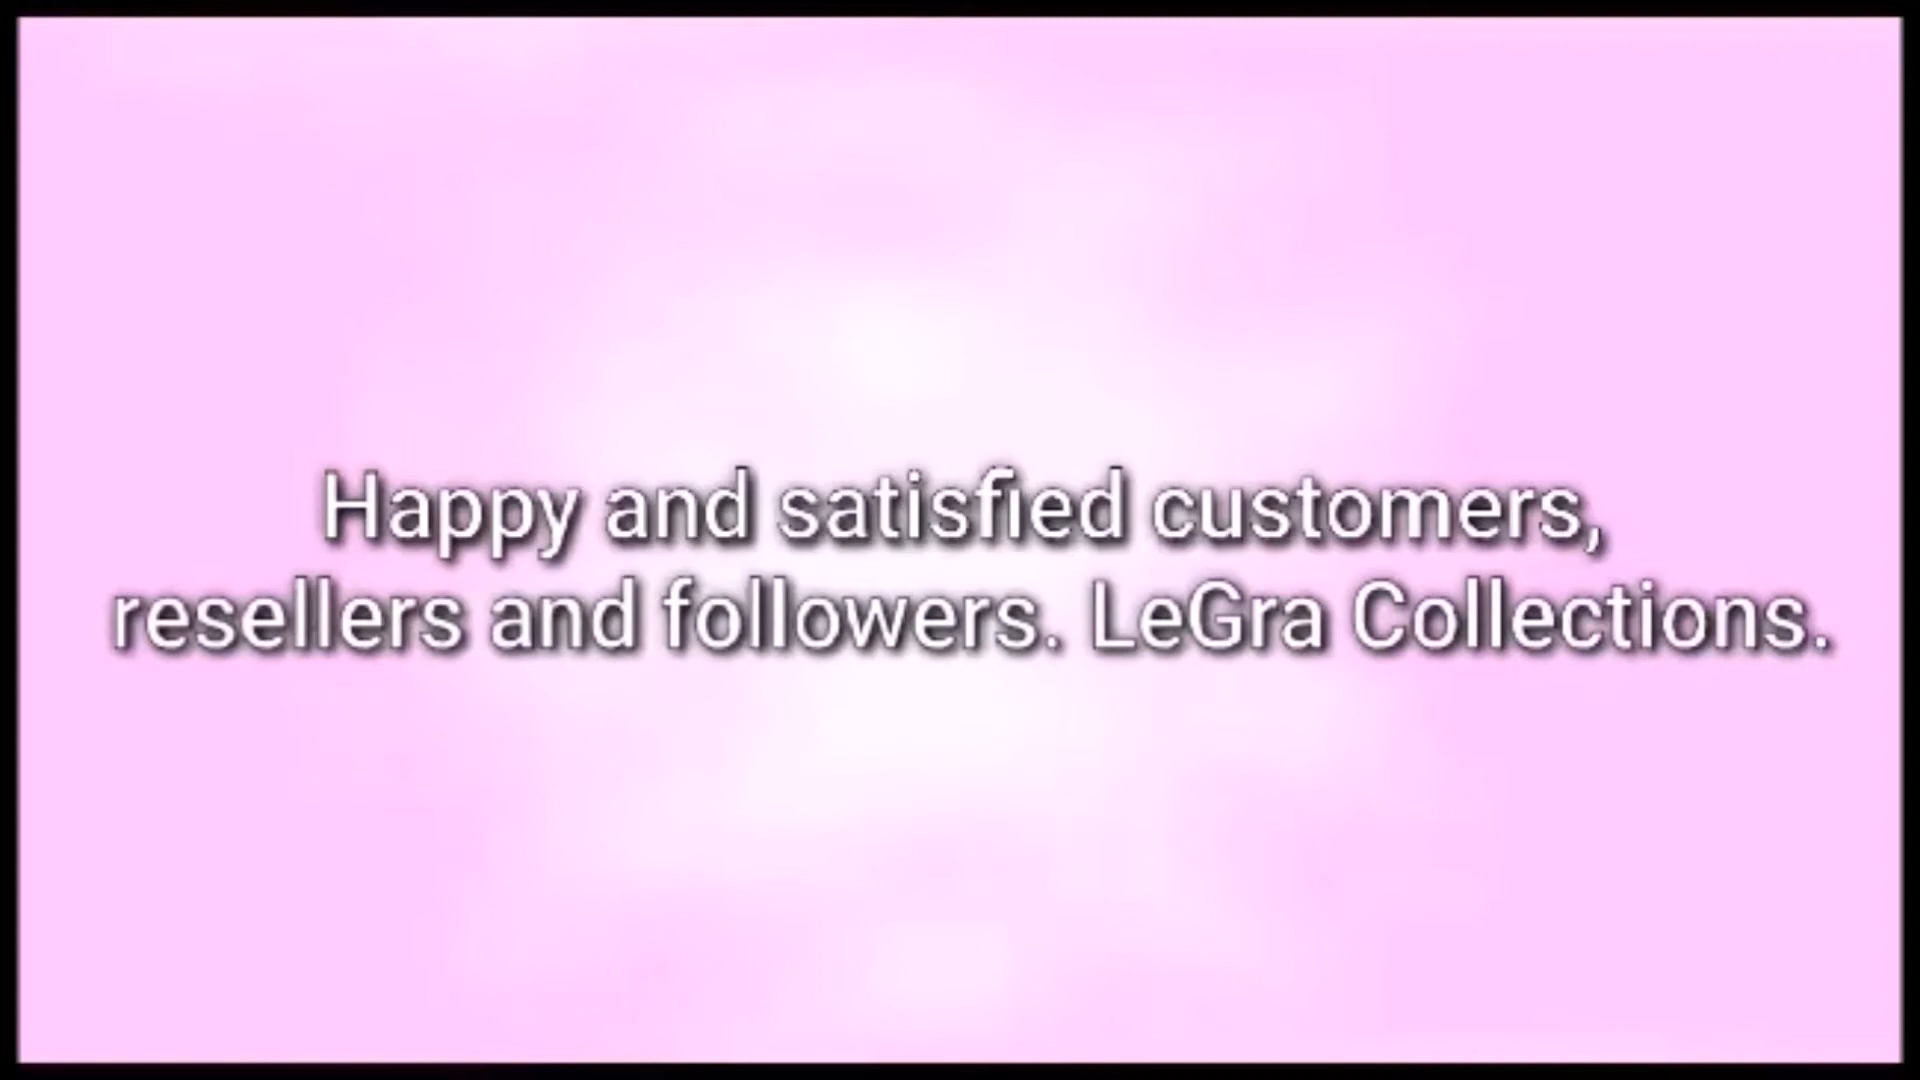 Happy and satisfied customers,
resellers and followers. LeGra Collections.